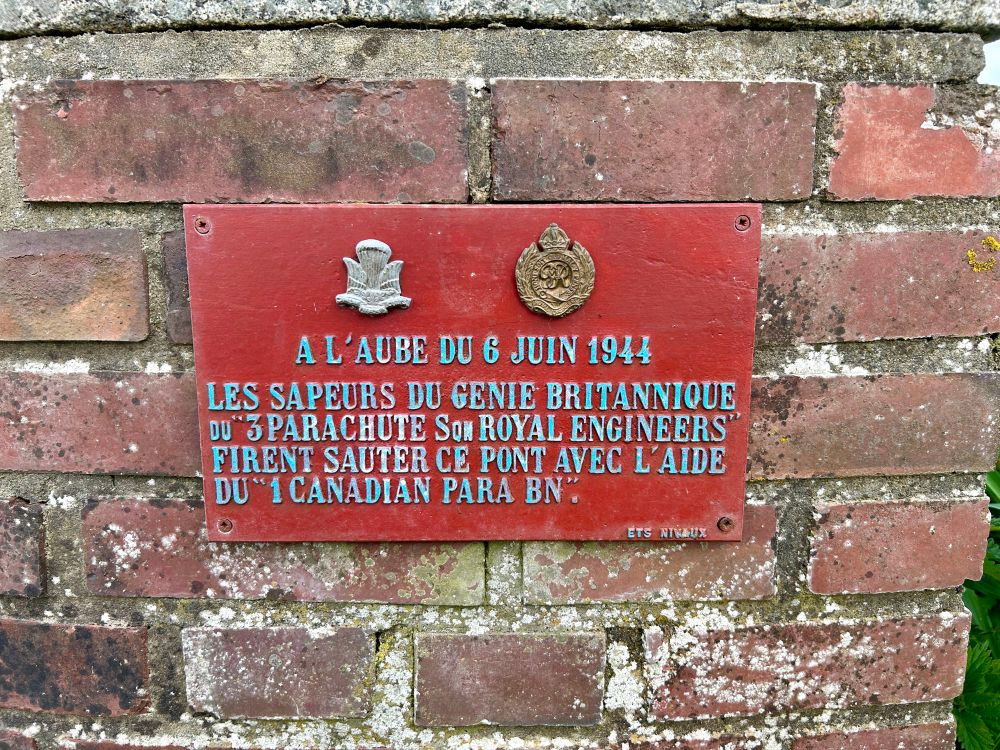 A L'AUBE DU 6 JUIN 1944
LES SAPEURS DU GENIE BRITANNIQUE
DU "3 PARACHUTE SQN ROYAL ENGINEERS"
FIRENT SAUTER CE PONT AVEC L'AIDE
DU "1 CANADIAN PARA BN".
ETS NIVAUX